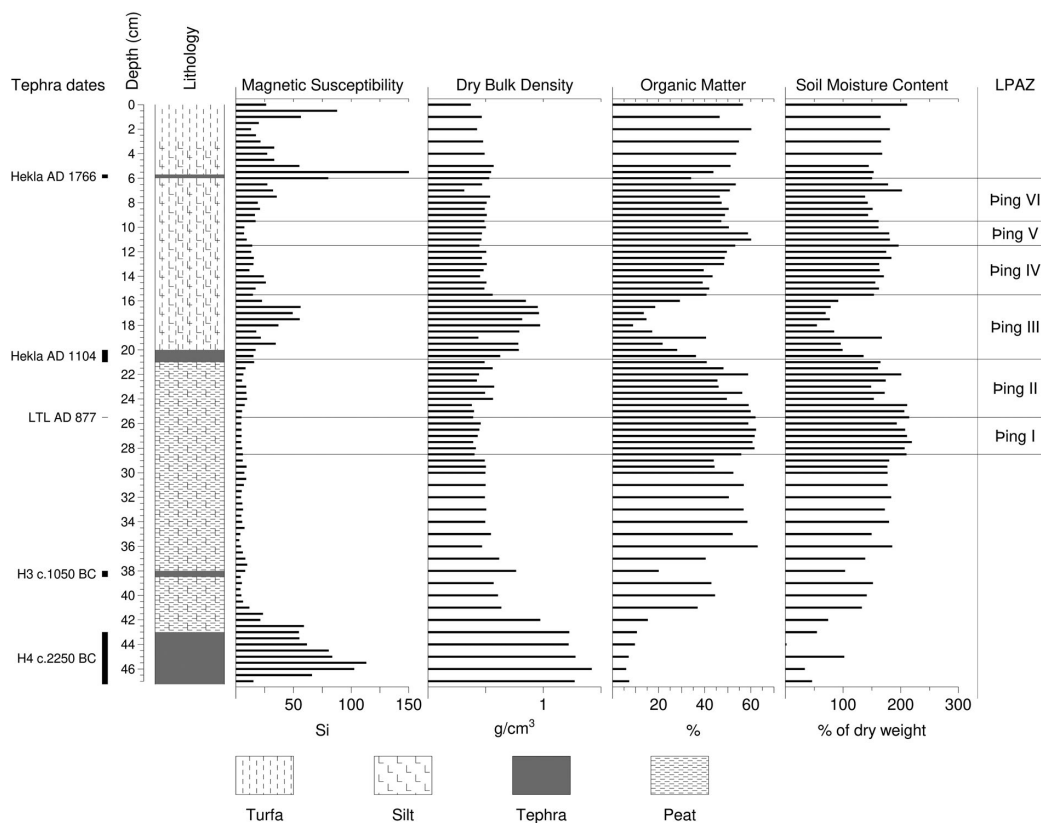 Tephra dates
Depth (cm)
Lithology
Magnetic Susceptibility
Dry Bulk Density
Organic Matter
Soil Moisture Content
LPAZ
0
2
4
6
8
10
12
14
16
18
20
22
24
26
28
30
32
34
36
38
40
42
44
46
Hekla AD 1766
Hekla AD 1104
LTL AD 877
H3 c.1050 BC
H4 c.2250 BC
Þing VI
Þing V
Þing IV
Þing III
Þing II
Þing I
50 100 150
1
20 40 60
100 200 300
Si
g/cm³
%
% of dry weight
Turfa
Silt
Tephra
Peat